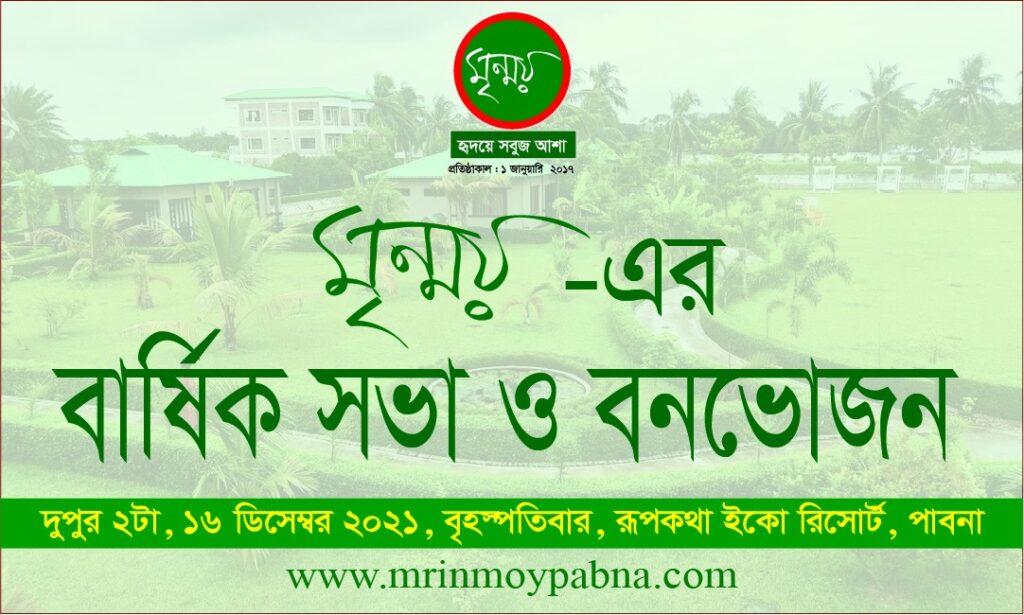 মৃন্ময়
হৃদয়ে সবুজ আশা
প্রতিষ্ঠাকাল : ১ জানুয়ারি ২০১৭
মৃন্ময় -এর
বার্ষিক সভা ও বনভোজন
দুপুর ২টা, ১৬ ডিসেম্বর ২০২১, বৃহস্পতিবার, রূপকথা ইকো রিসোর্ট, পাবনা
www.mrinmoypabna.com